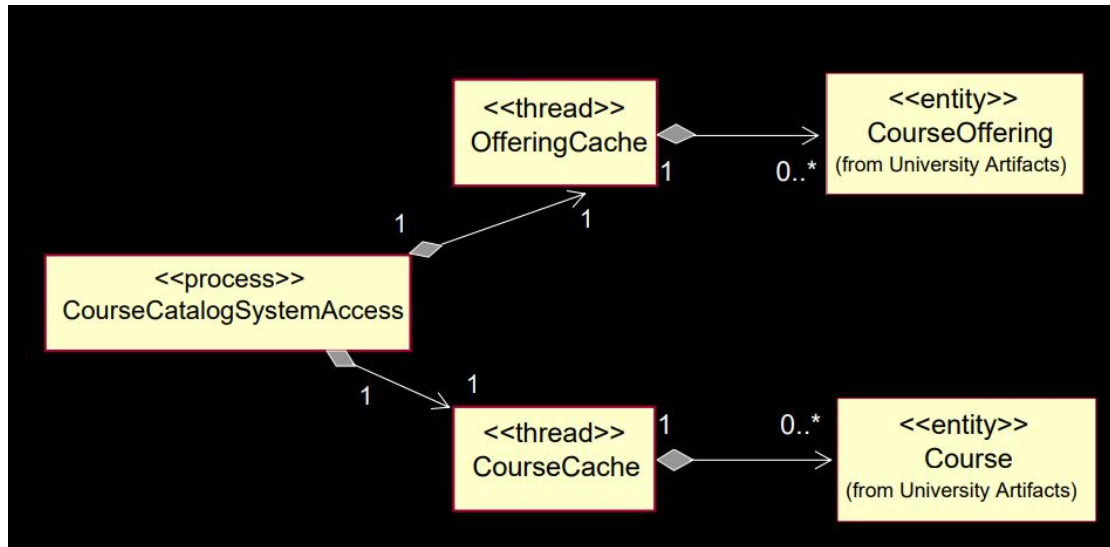 <<thread>>
OfferingCache
<<entity>>
CourseOffering
(from University Artifacts)
1
0..*
1
1
<<process>>
CourseCatalogSystemAccess
1
1
<<thread>>
CourseCache
1
0..*
<<entity>>
Course
(from University Artifacts)